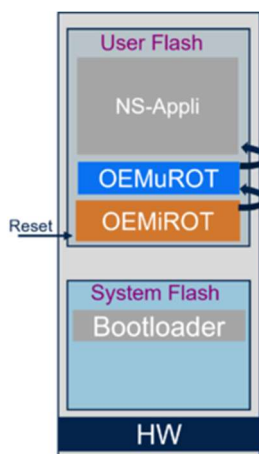 User Flash
NS-Appli
OEMuROT
OEMiROT
Reset
System Flash
Bootloader
HW